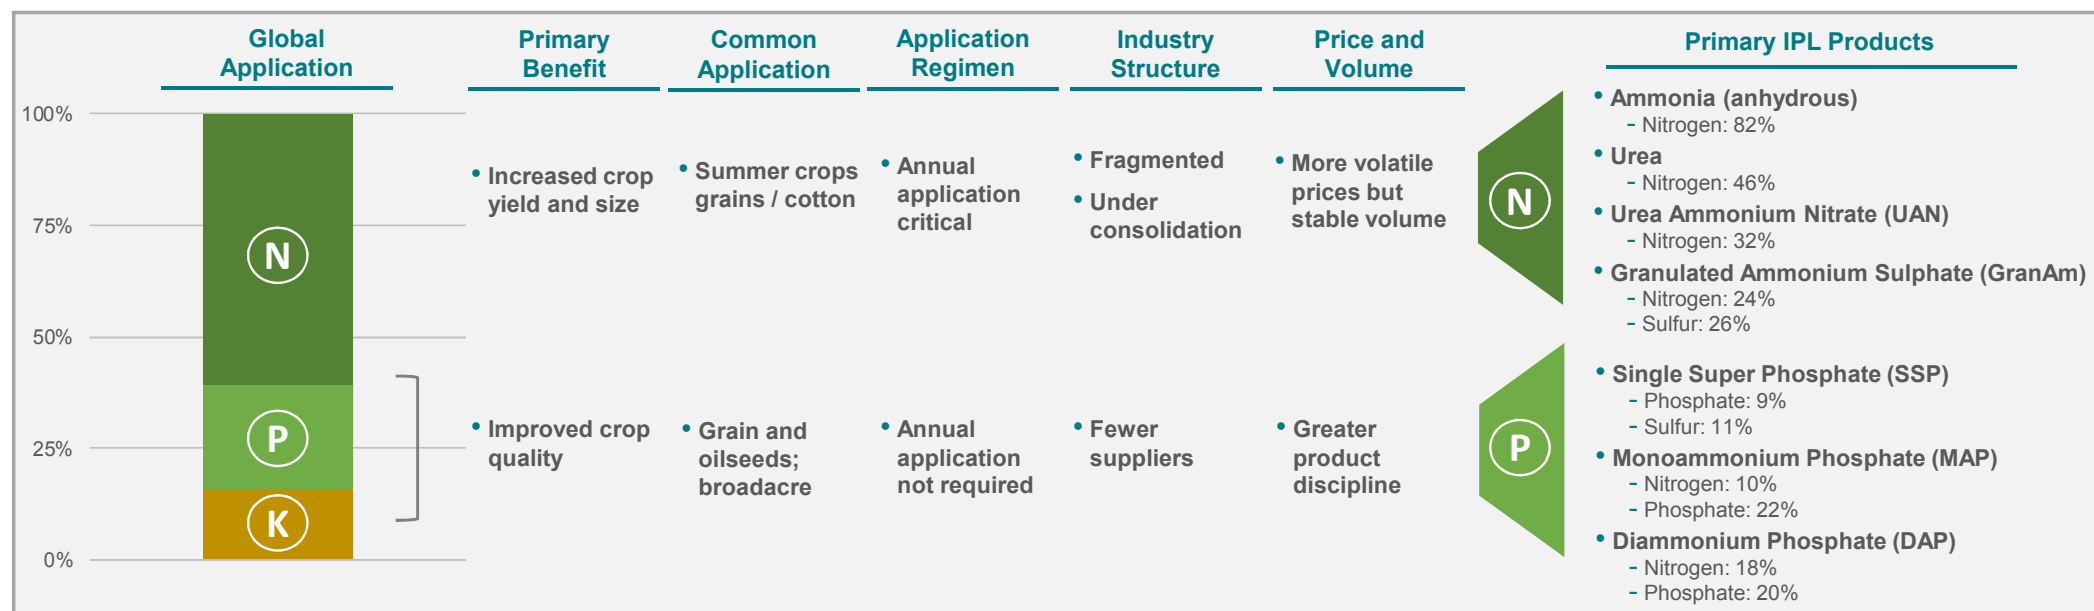 Global
Application
Primary
Benefit
Common
Application
Application
Regimen
Industry
Structure
Price and
Volume
Primary IPL Products
100%
75%
50%
25%
0%
N
P
K
• Increased crop
yield and size
• Summer crops
grains / cotton
• Annual
application
critical
• Fragmented
• Under
consolidation
• More volatile
prices but
stable volume
• Improved crop
quality
• Grain and
oilseeds;
broadacre
• Annual
application
not required
• Fewer
suppliers
• Greater
product
discipline
N
• Ammonia (anhydrous)
- Nitrogen: 82%
• Urea
- Nitrogen: 46%
• Urea Ammonium Nitrate (UAN)
- Nitrogen: 32%
• Granulated Ammonium Sulphate (GranAm)
- Nitrogen: 24%
- Sulfur: 26%
P
• Single Super Phosphate (SSP)
- Phosphate: 9%
- Sulfur: 11%
• Monoammonium Phosphate (MAP)
- Nitrogen: 10%
- Phosphate: 22%
• Diammonium Phosphate (DAP)
- Nitrogen: 18%
- Phosphate: 20%